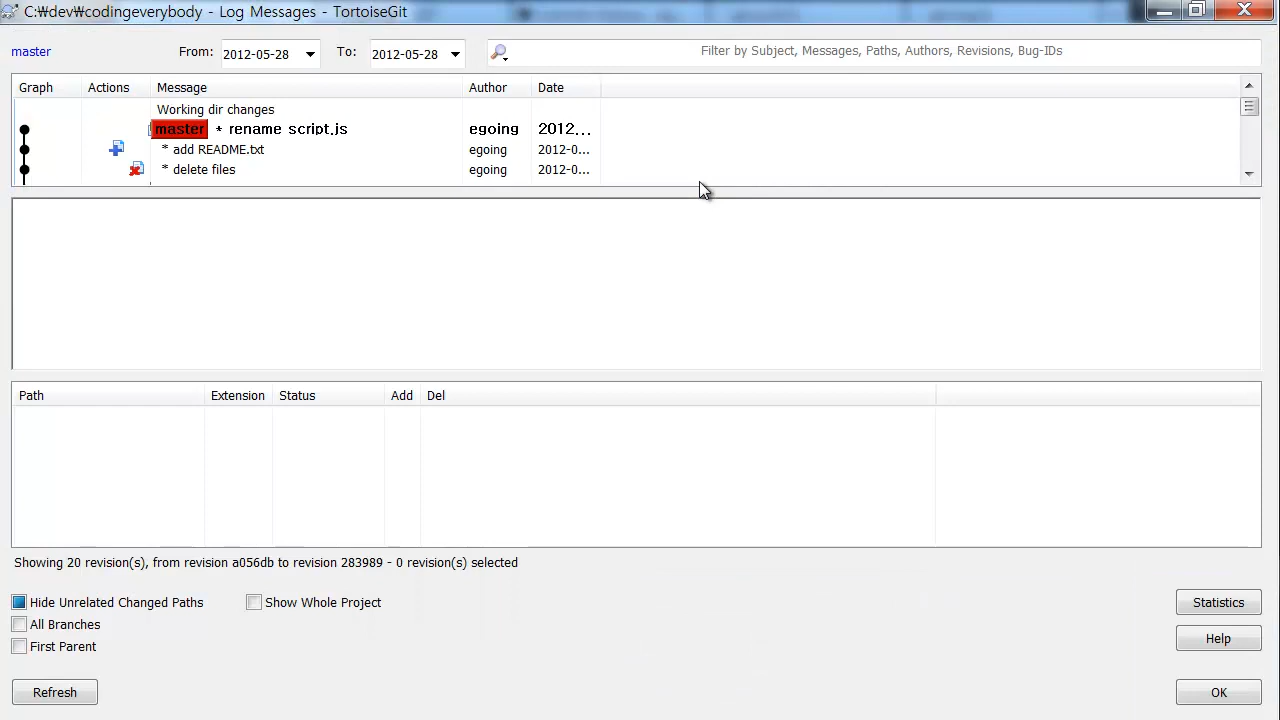 C:₩dev₩codingeverybody - Log Messages - TortoiseGit
master From: 2012-05-28 To: 2012-05-28 Filter by Subject, Messages, Paths, Authors, Revisions, Bug-IDs
Graph Actions Message Author Date
Working dir changes
master * rename script.js egoing 2012...
* add README.txt egoing 2012-0...
* delete files egoing 2012-0...
Path Extension Status Add Del
Showing 20 revision(s), from revision a056db to revision 283989 - 0 revision(s) selected
Hide Unrelated Changed Paths Show Whole Project Statistics
All Branches
Help
First Parent
Refresh OK